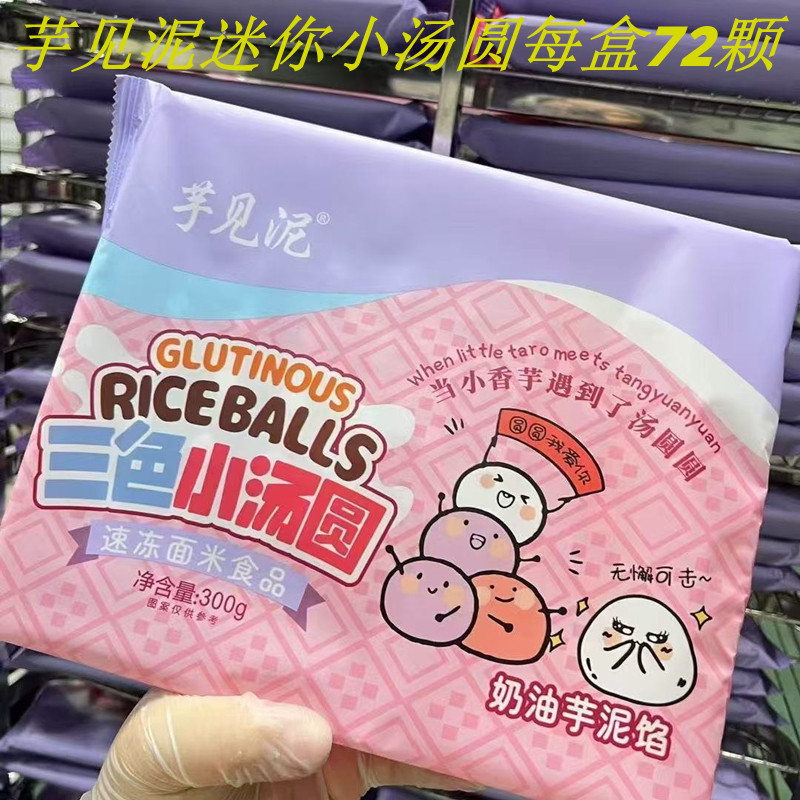 芋见泥迷你小汤圆每盒72颗
芋见泥®
GLUTINOUS
RICE BALLS
三色小汤圆
速冻面米食品
净含量:300g
图案仅供参考
When little taro meets tangyuanyuan
当小香芋遇到了汤圆圆
圆圆我爱你
无懈可击~
奶油芋泥馅